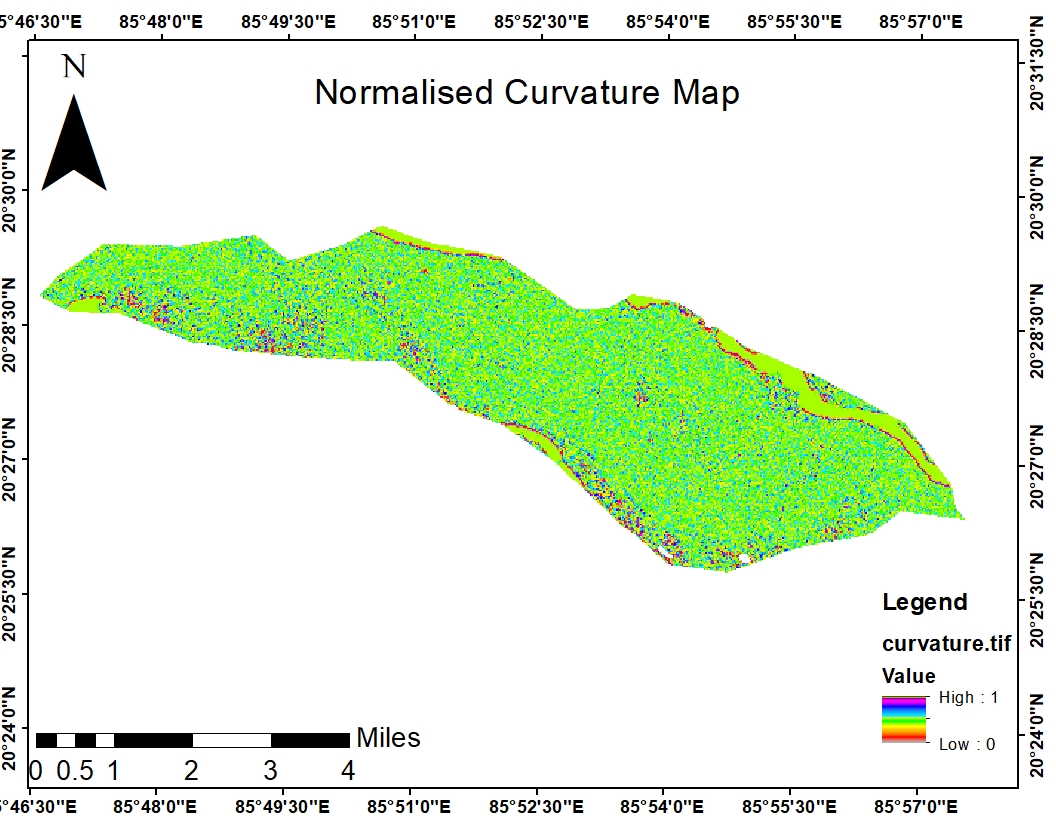 5°46'30"E 85°48'0"E 85°49'30"E 85°51'0"E 85°52'30"E 85°54'0"E 85°55'30"E 85°57'0"E
N
Normalised Curvature Map
20°31'30"N
20°30'0"N
20°30'0"N
20°28'30"N
20°28'30"N
20°27'0"N
20°27'0"N
20°25'30"N
20°25'30"N
20°24'0"N
20°24'0"N
Legend
curvature.tif
Value
High : 1
Low : 0
Miles
0 0.5 1 2 3 4
5°46'30"E 85°48'0"E 85°49'30"E 85°51'0"E 85°52'30"E 85°54'0"E 85°55'30"E 85°57'0"E